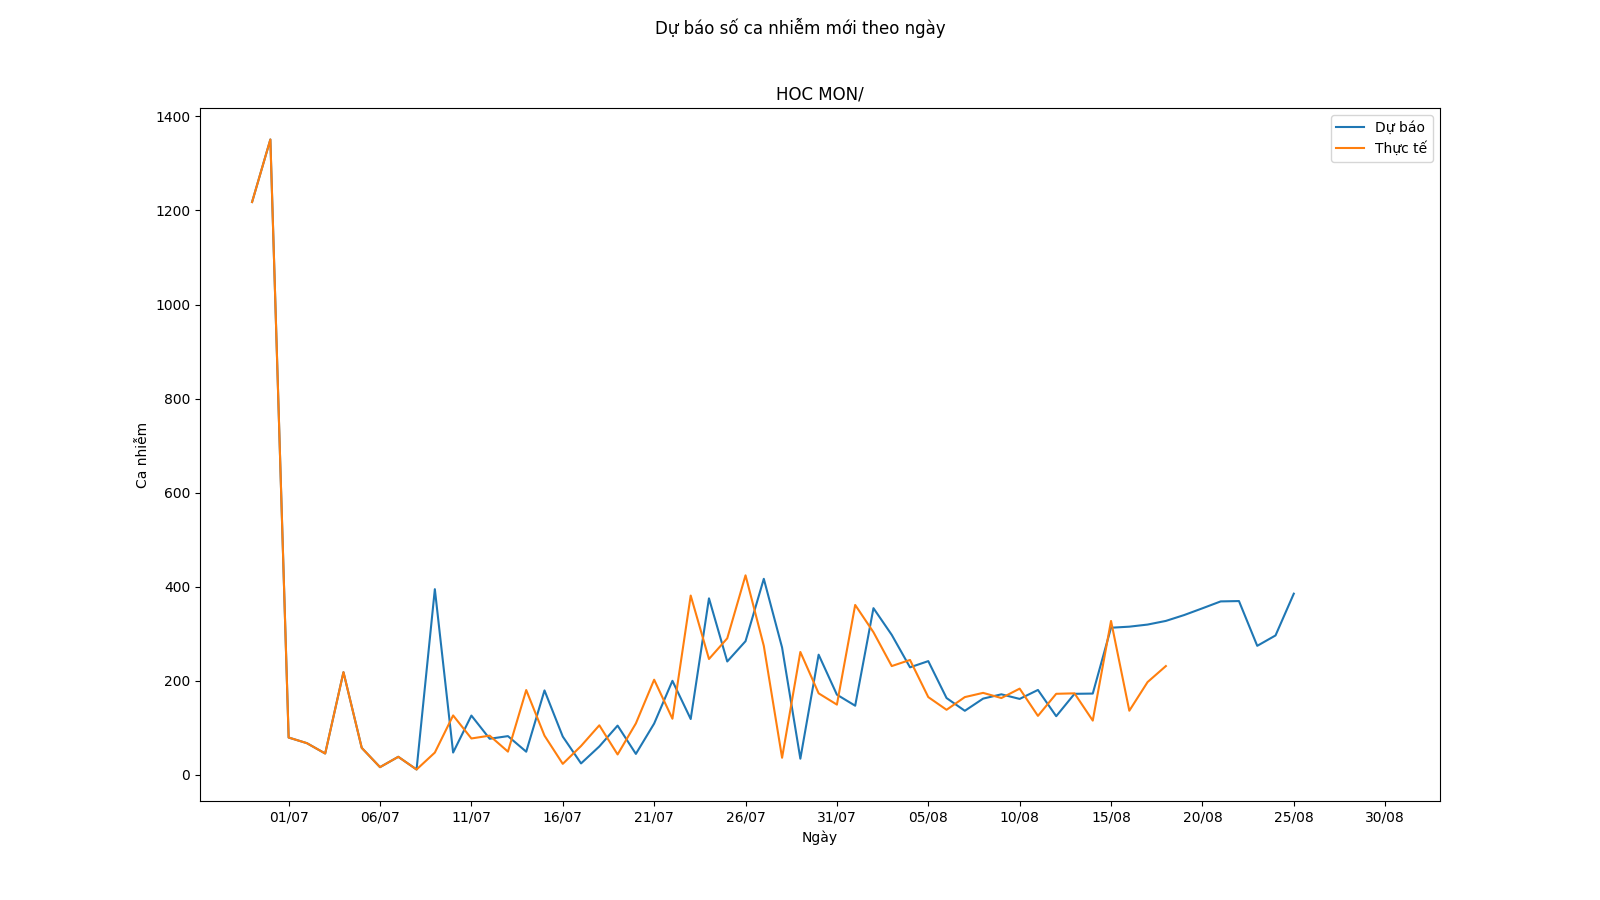 Dự báo số ca nhiễm mới theo ngày
HOC MON/
Dự báo
Thực tế
1400
1200
1000
800
600
400
200
0
Ca nhiễm
01/07 06/07 11/07 16/07 21/07 26/07 31/07 05/08 10/08 15/08 20/08 25/08 30/08
Ngày